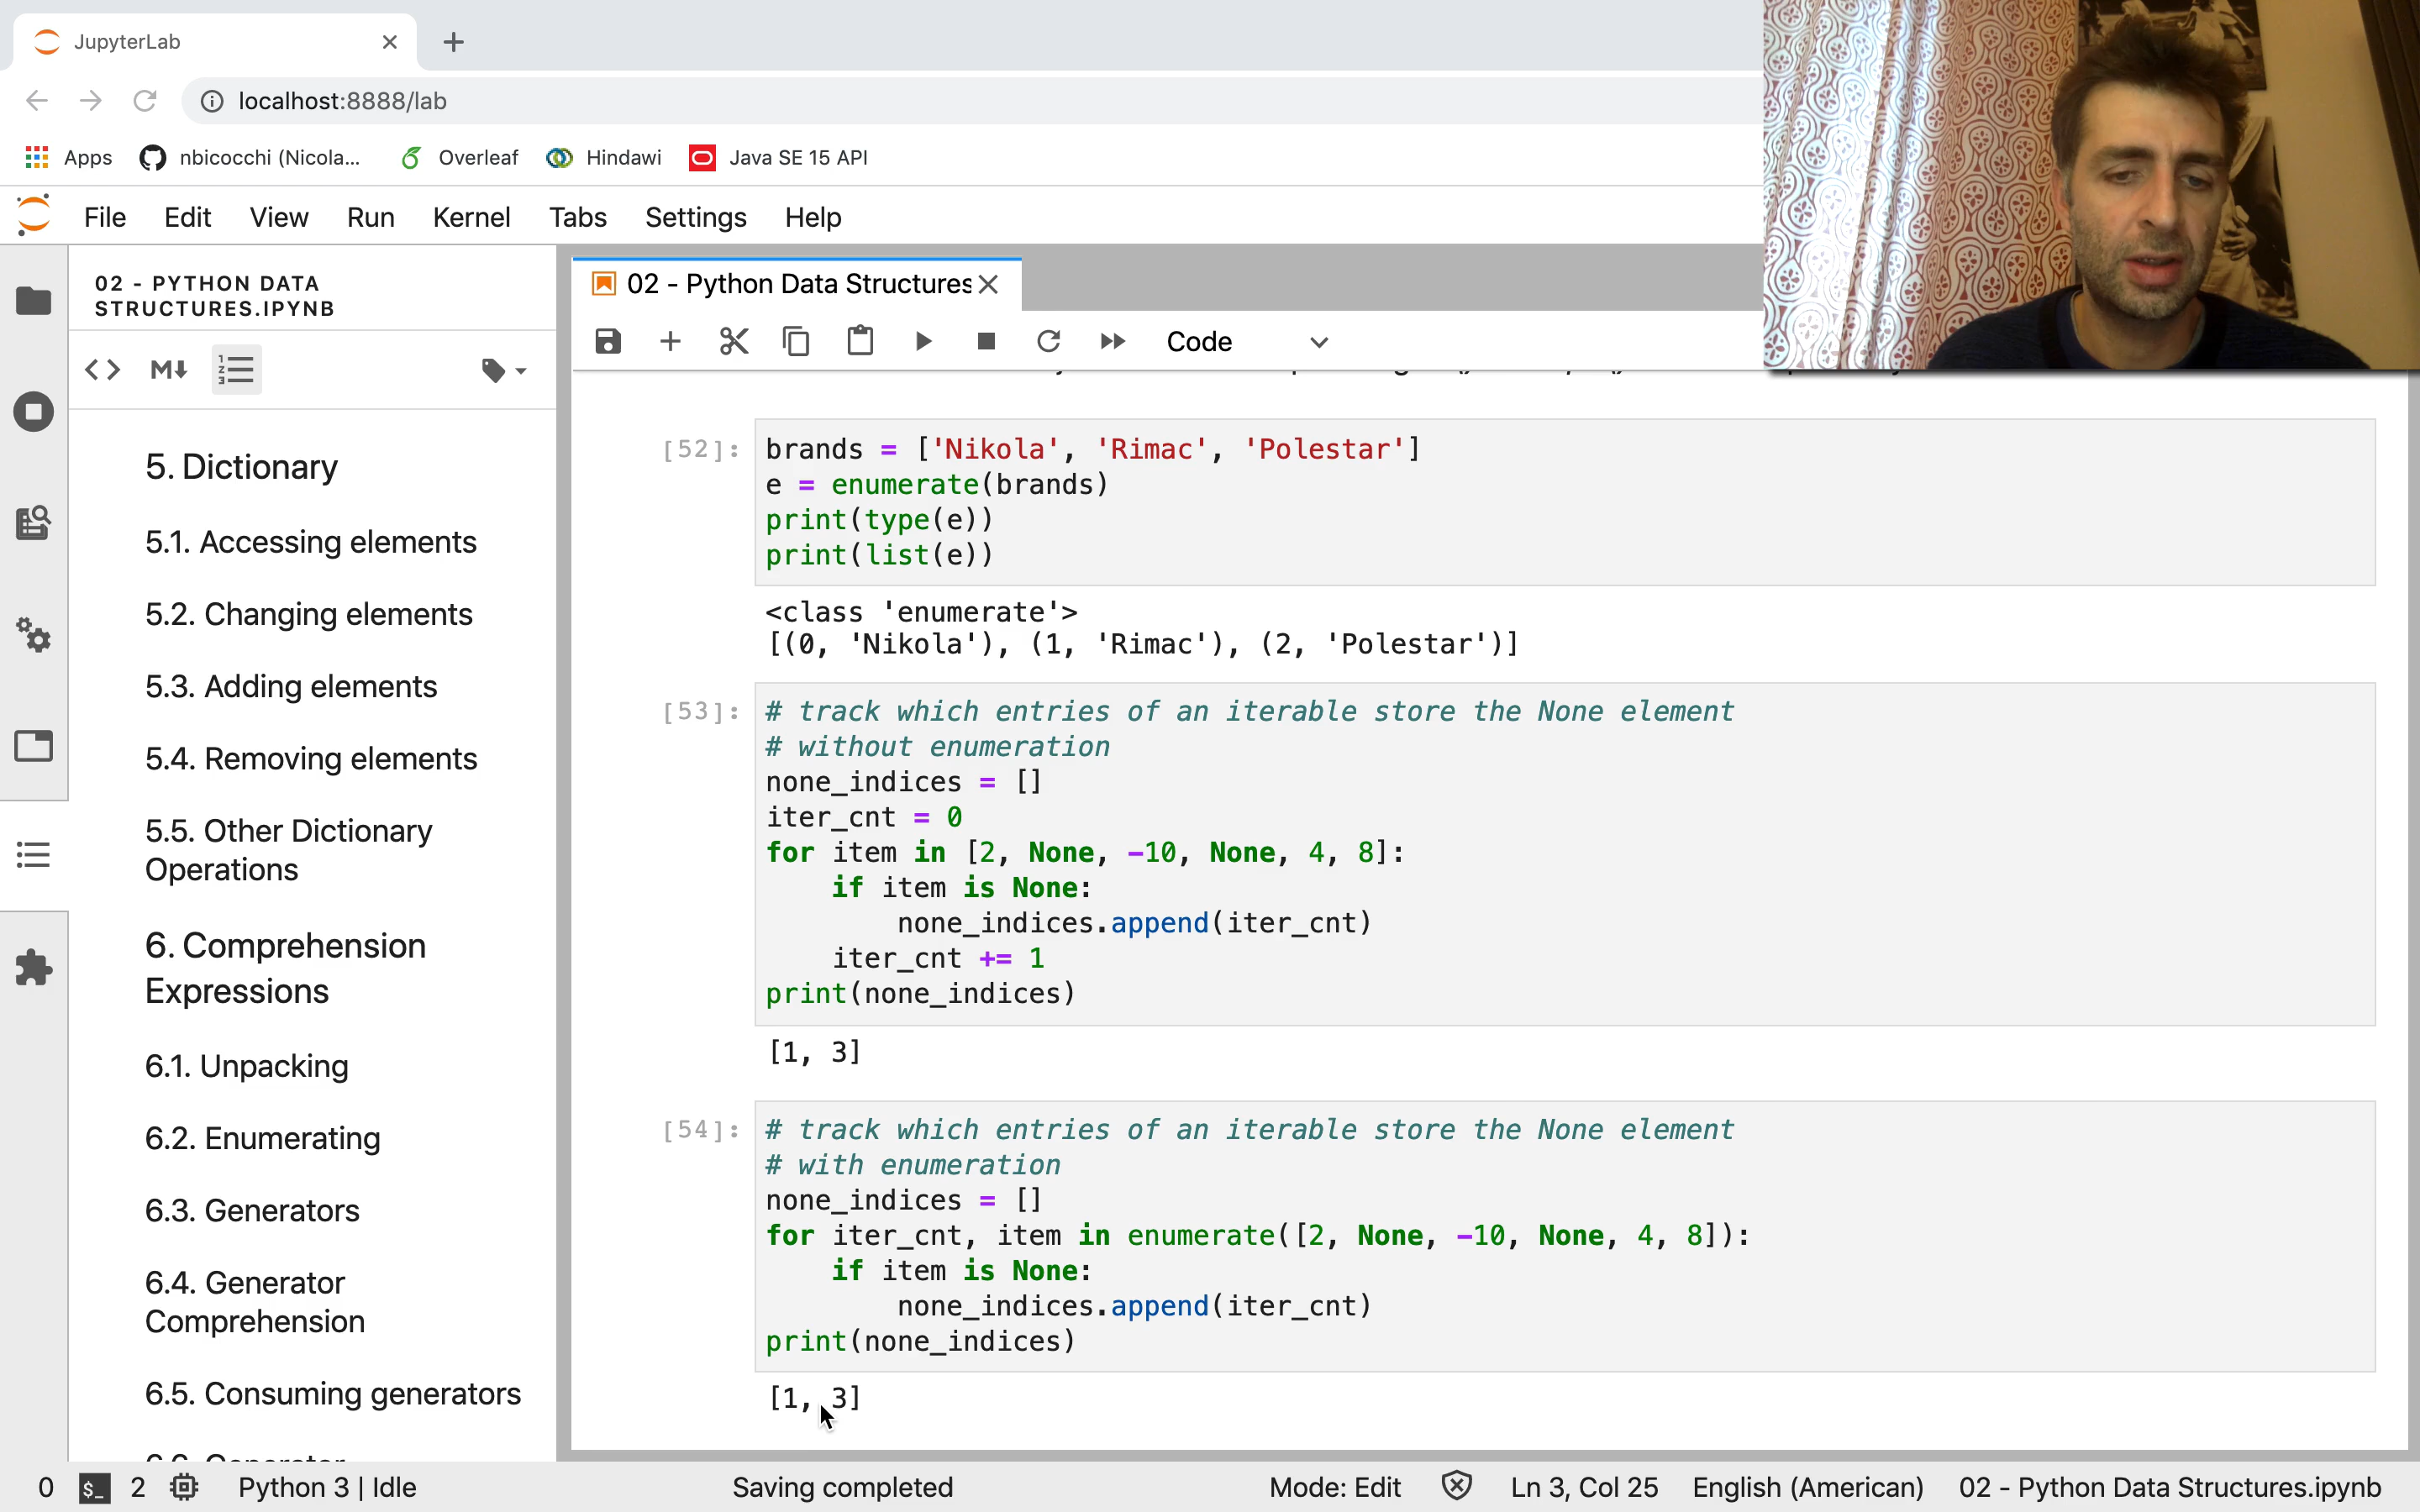 JupyterLab
localhost:8888/lab
Apps
nbicocchi (Nicola...
Overleaf
Hindawi
Java SE 15 API
File Edit View Run Kernel Tabs Settings Help
02 - PYTHON DATA
STRUCTURES.IPYNB
02 - Python Data Structures
Code
5. Dictionary
5.1. Accessing elements
5.2. Changing elements
5.3. Adding elements
5.4. Removing elements
5.5. Other Dictionary
Operations
6. Comprehension
Expressions
6.1. Unpacking
6.2. Enumerating
6.3. Generators
6.4. Generator
Comprehension
6.5. Consuming generators
[52]: brands = ['Nikola', 'Rimac', 'Polestar']
e = enumerate(brands)
print(type(e))
print(list(e))
<class 'enumerate'>
[(0, 'Nikola'), (1, 'Rimac'), (2, 'Polestar')]
[53]: # track which entries of an iterable store the None element
# without enumeration
none_indices = []
iter_cnt = 0
for item in [2, None, -10, None, 4, 8]:
    if item is None:
        none_indices.append(iter_cnt)
    iter_cnt += 1
print(none_indices)
[1, 3]
[54]: # track which entries of an iterable store the None element
# with enumeration
none_indices = []
for iter_cnt, item in enumerate([2, None, -10, None, 4, 8]):
    if item is None:
        none_indices.append(iter_cnt)
print(none_indices)
[1, 3]
0 $_ 2 Python 3 | Idle Saving completed Mode: Edit Ln 3, Col 25 English (American) 02 - Python Data Structures.ipynb